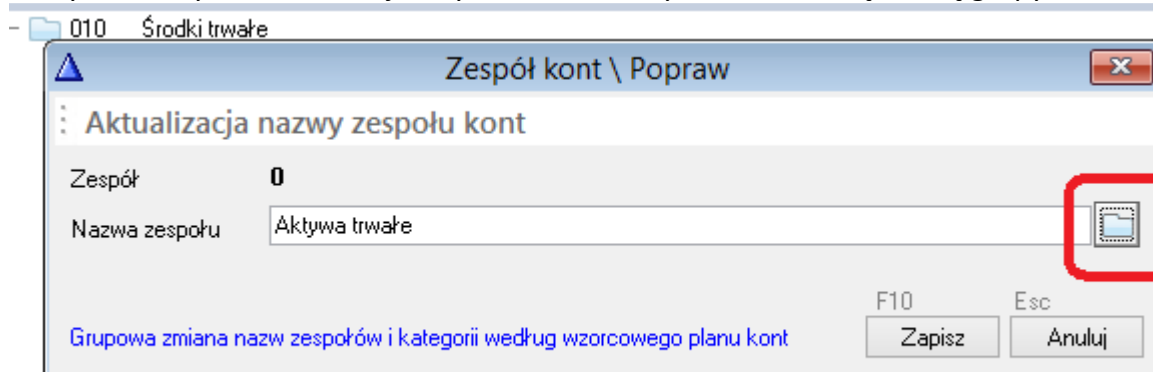 010 Środki trwałe
Zespół kont \ Popraw
Aktualizacja nazwy zespołu kont
Zespół 0
Nazwa zespołu Aktywa trwałe
F10 Esc
Grupowa zmiana nazw zespołów i kategorii według wzorcowego planu kont Zapisz Anuluj